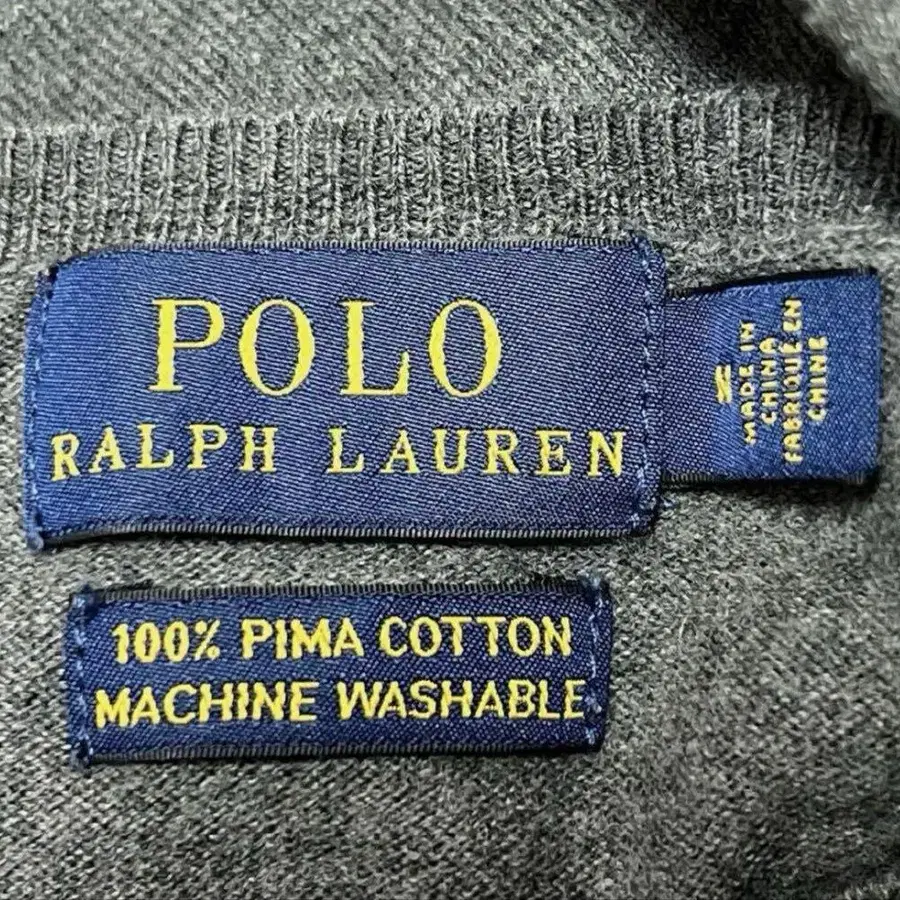 POLO
RALPH LAUREN
M
MADE IN
CHINA
FABRIQUÉ EN
CHINE
100% PIMA COTTON
MACHINE WASHABLE